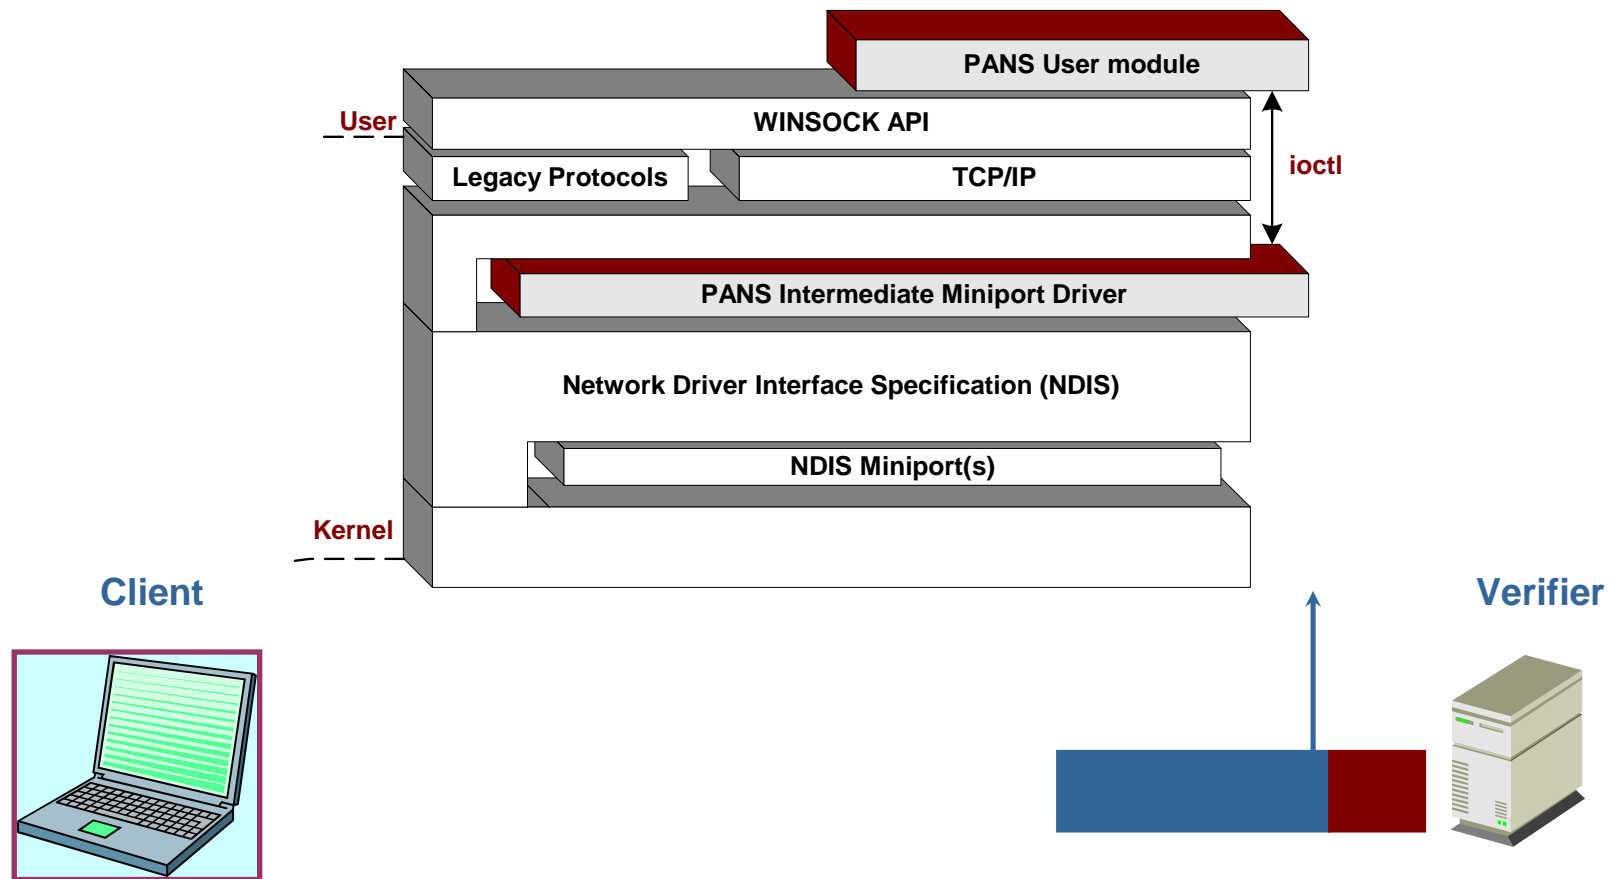 PANS User module
User
WINSOCK API
Legacy Protocols
TCP/IP
ioctl
PANS Intermediate Miniport Driver
Network Driver Interface Specification (NDIS)
NDIS Miniport(s)
Kernel
Client
Verifier